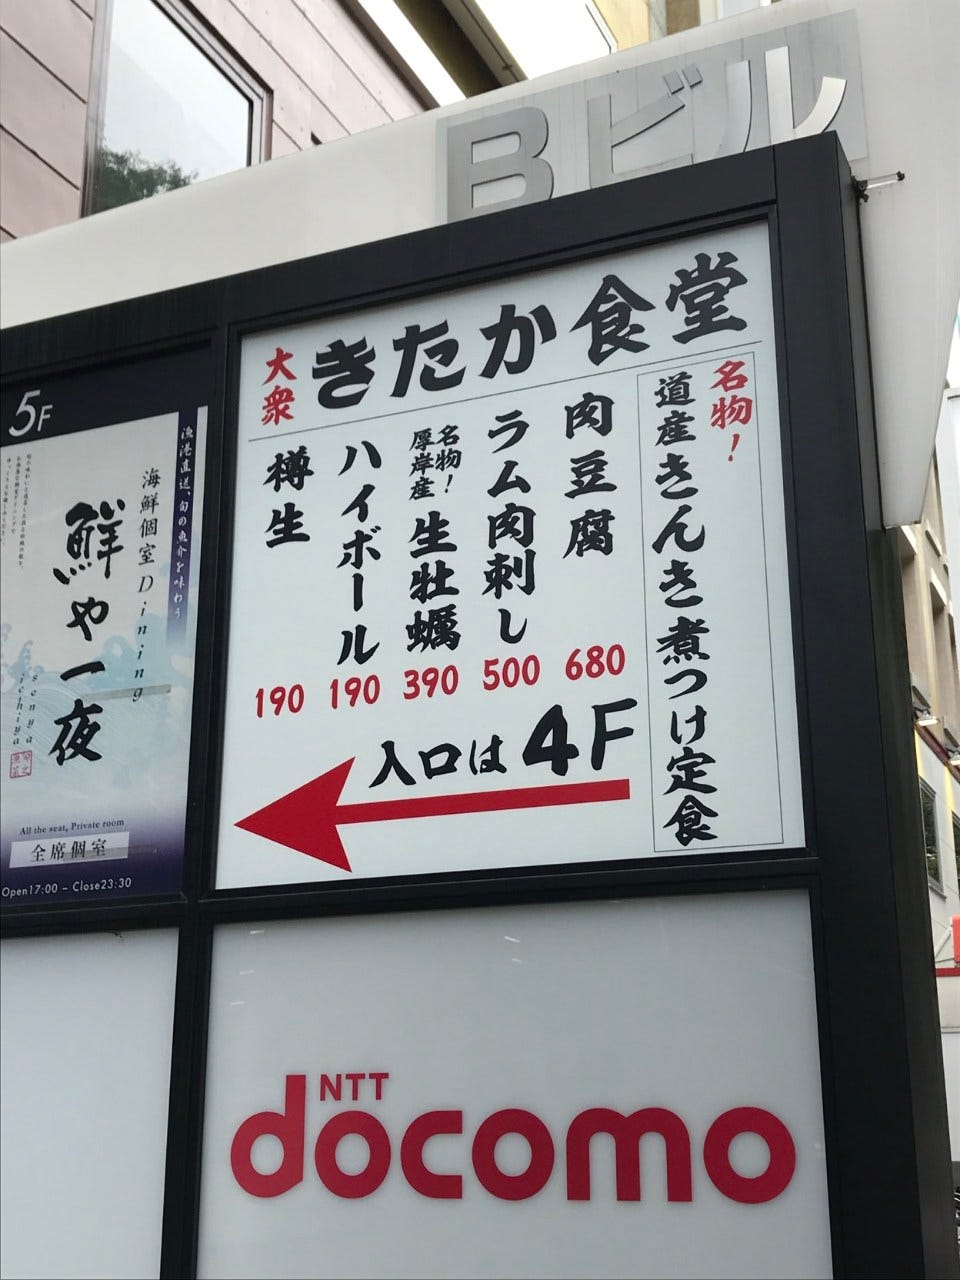 Bビル
大衆
きたか食堂
名物！
道産きんき煮つけ定食
肉豆腐
680
ラム肉刺し
500
名物！
厚岸産
生牡蠣
390
ハイボール
190
樽生
190
入口は4F
5F
漁港直送、旬の魚介を味わう
海鮮個室Dining
鮮や一夜
senya
ichiya
All the seat, Private room
全席個室
Open17:00 – Close23:30
NTT
docomo